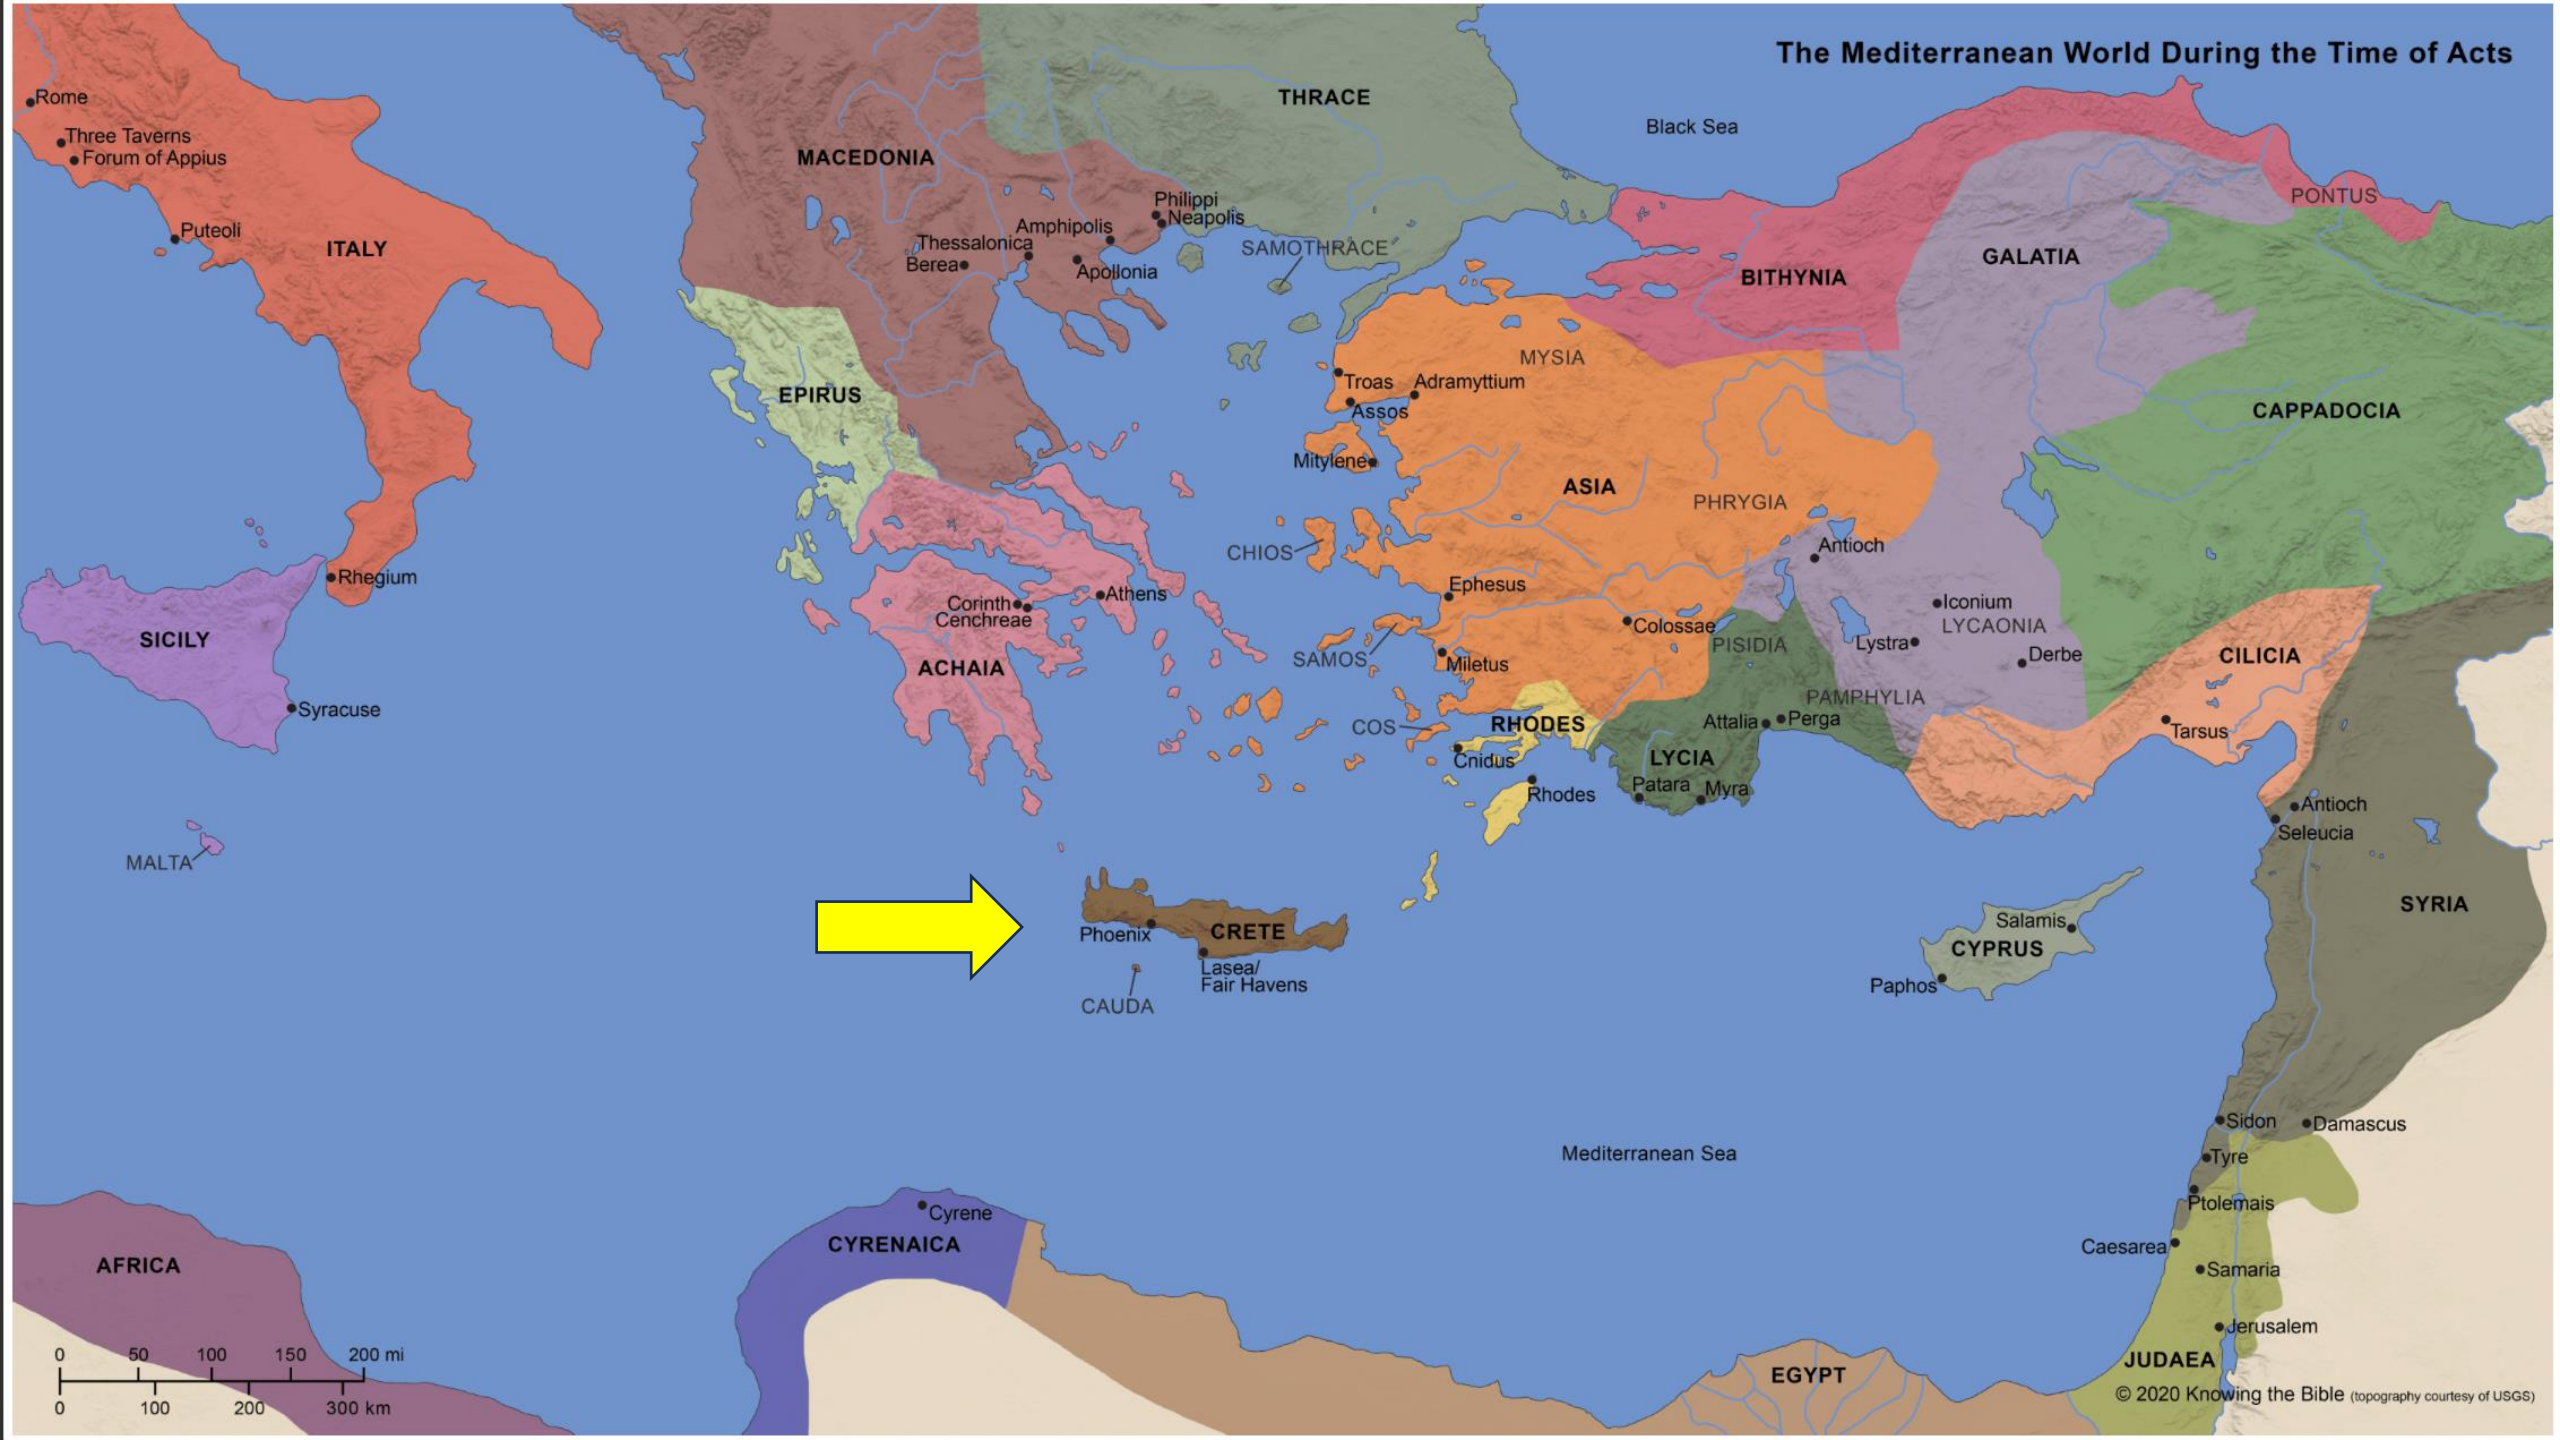 The Mediterranean World During the Time of Acts
Rome
Three Taverns
Forum of Appius
Puteoli
ITALY
Rhegium
SICILY
Syracuse
MALTA
MACEDONIA
THRACE
Black Sea
Philippi
Neapolis
Amphipolis
Thessalonica
Berea
Apollonia
SAMOTHRACE
EPIRUS
BITHYNIA
GALATIA
PONTUS
MYSIA
Troas
Adramyttium
Assos
CAPPADOCIA
Mitylene
ASIA
PHRYGIA
CHIOS
Antioch
Ephesus
Corinth
Cenchreae
Athens
ACHAIA
Iconium
LYCAONIA
Colossae
PISIDIA
Lystra
Derbe
SAMOS
Miletus
CILICIA
PAMPHYLIA
COS
RHODES
Attalia
Perga
Tarsus
Cnidus
LYCIA
Patara
Myra
Rhodes
Antioch
Seleucia
SYRIA
Phoenix
CRETE
Lasea/
Fair Havens
CAUDA
Salamis
CYPRUS
Paphos
Sidon
Damascus
Mediterranean Sea
Tyre
Ptolemais
Cyrene
CYRENAICA
Caesarea
AFRICA
Samaria
Jerusalem
JUDAEA
EGYPT
0 50 100 150 200 mi
0 100 200 300 km
© 2020 Knowing the Bible (topography courtesy of USGS)